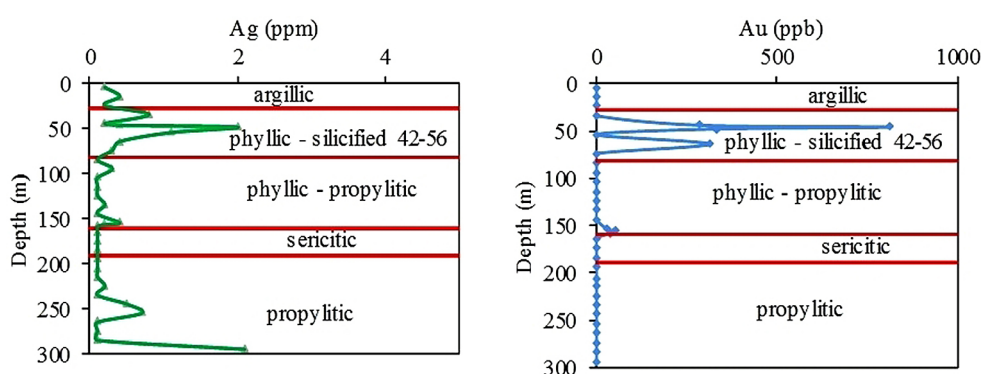 Ag (ppm)
0 2 4
0
50
100
150
200
250
300
Depth (m)
argillic
phyllic - silicified 42-56
phyllic - propylitic
sericitic
propylitic
Au (ppb)
0 500 1000
0
50
100
150
200
250
300
Depth (m)
argillic
phyllic - silicified 42-56
phyllic - propylitic
sericitic
propylitic